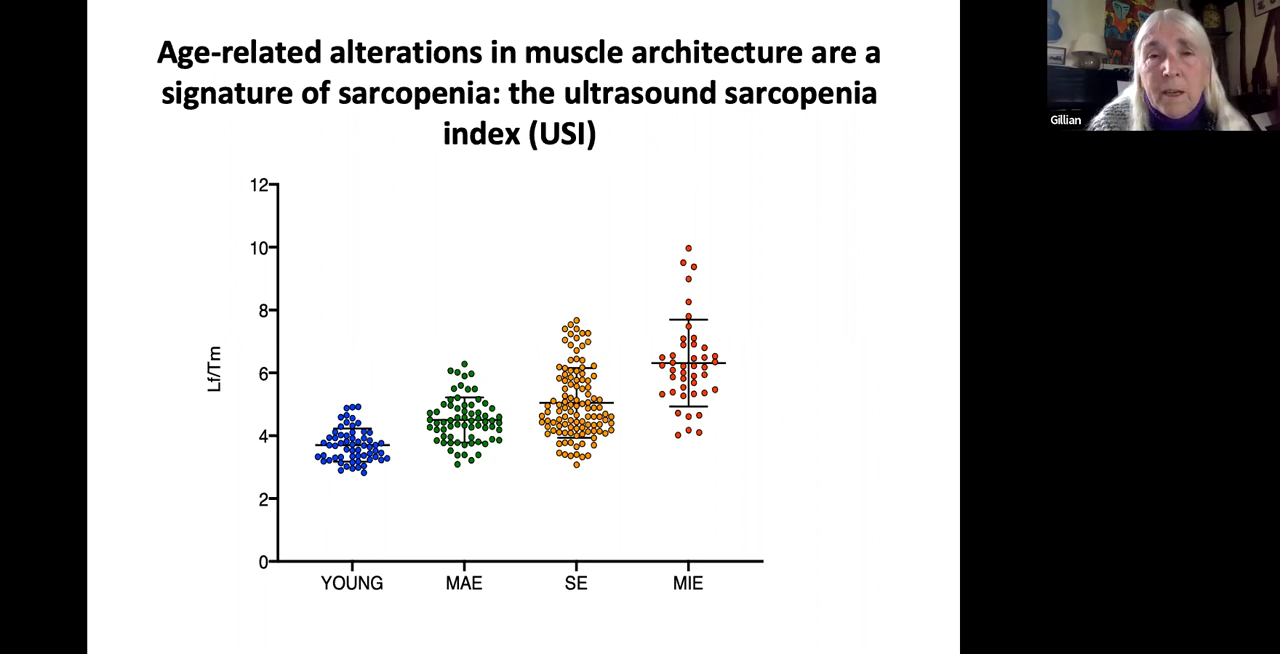 Age-related alterations in muscle architecture are a
signature of sarcopenia: the ultrasound sarcopenia
index (USI)
Gillian
12
10
8
6
4
2
0
Lf/Tm
YOUNG MAE SE MIE